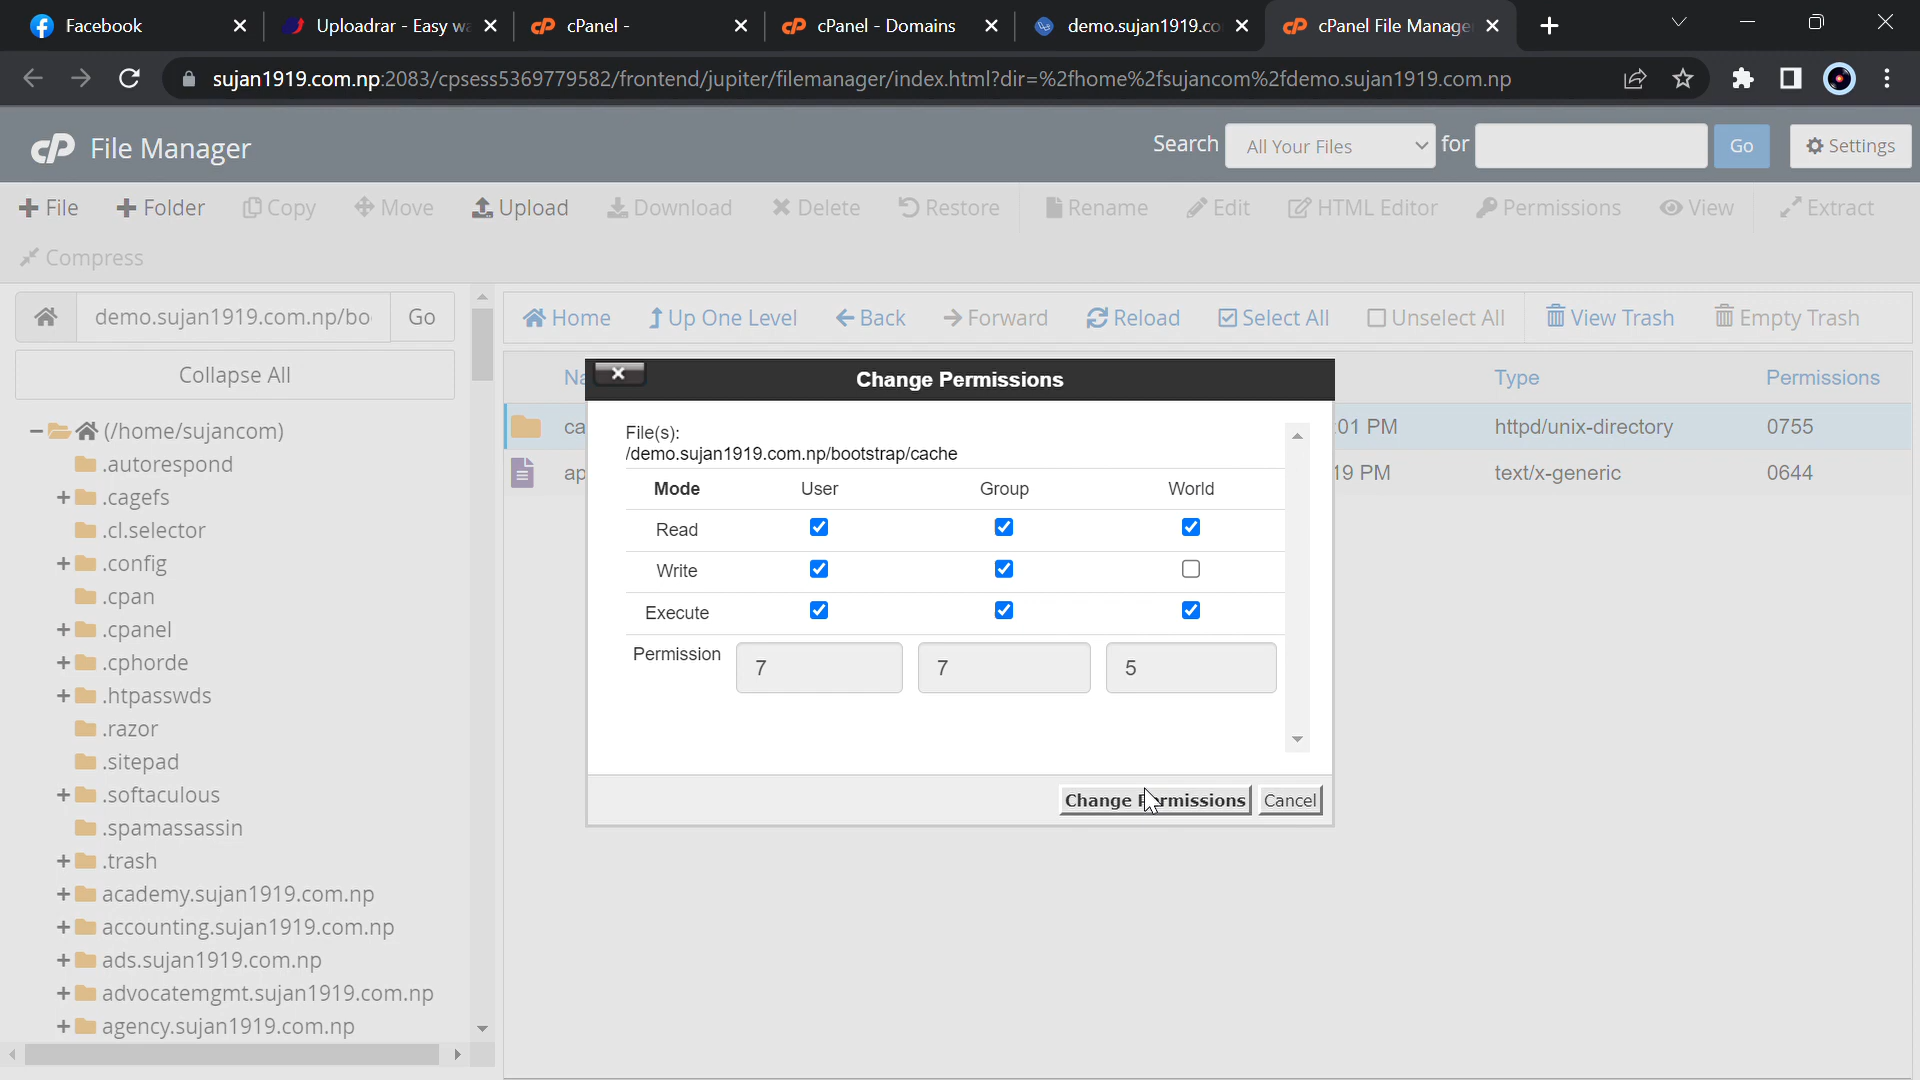 Facebook
Uploadrar - Easy wa
cPanel -
cPanel - Domains
demo.sujan1919.co
cPanel File Manage
sujan1919.com.np:2083/cpsess5369779582/frontend/jupiter/filemanager/index.html?dir=%2fhome%2fsujancom%2fdemo.sujan1919.com.np
cP File Manager
Search All Your Files for Go Settings
File Folder Copy Move Upload Download Delete Restore Rename Edit HTML Editor Permissions View Extract
Compress
demo.sujan1919.com.np/bo Go
Home Up One Level Back Forward Reload Select All Unselect All View Trash Empty Trash
Collapse All
Na Type Permissions
ca :01 PM httpd/unix-directory 0755
ap 19 PM text/x-generic 0644
(/home/sujancom)
.autorespond
.cagefs
.cl.selector
.config
.cpan
.cpanel
.cphorde
.htpasswds
.razor
.sitepad
.softaculous
.spamassassin
.trash
academy.sujan1919.com.np
accounting.sujan1919.com.np
ads.sujan1919.com.np
advocatemgmt.sujan1919.com.np
agency.sujan1919.com.np
Change Permissions
File(s):
/demo.sujan1919.com.np/bootstrap/cache
Mode User Group World
Read
Write
Execute
Permission 7 7 5
Change Permissions Cancel